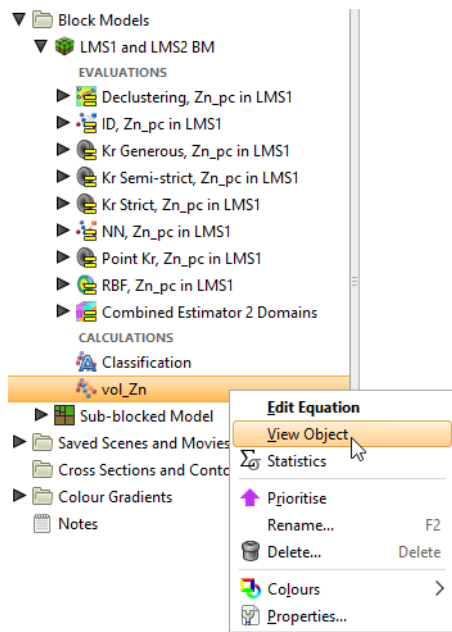 Block Models
LMS1 and LMS2 BM
EVALUATIONS
Declustering, Zn_pc in LMS1
ID, Zn_pc in LMS1
Kr Generous, Zn_pc in LMS1
Kr Semi-strict, Zn_pc in LMS1
Kr Strict, Zn_pc in LMS1
NN, Zn_pc in LMS1
Point Kr, Zn_pc in LMS1
RBF, Zn_pc in LMS1
Combined Estimator 2 Domains
CALCULATIONS
Classification
vol_Zn
Sub-blocked Model
Saved Scenes and Movies
Cross Sections and Conto
Colour Gradients
Notes
Edit Equation
View Object
Statistics
Prioritise
Rename... F2
Delete... Delete
Colours
Properties...